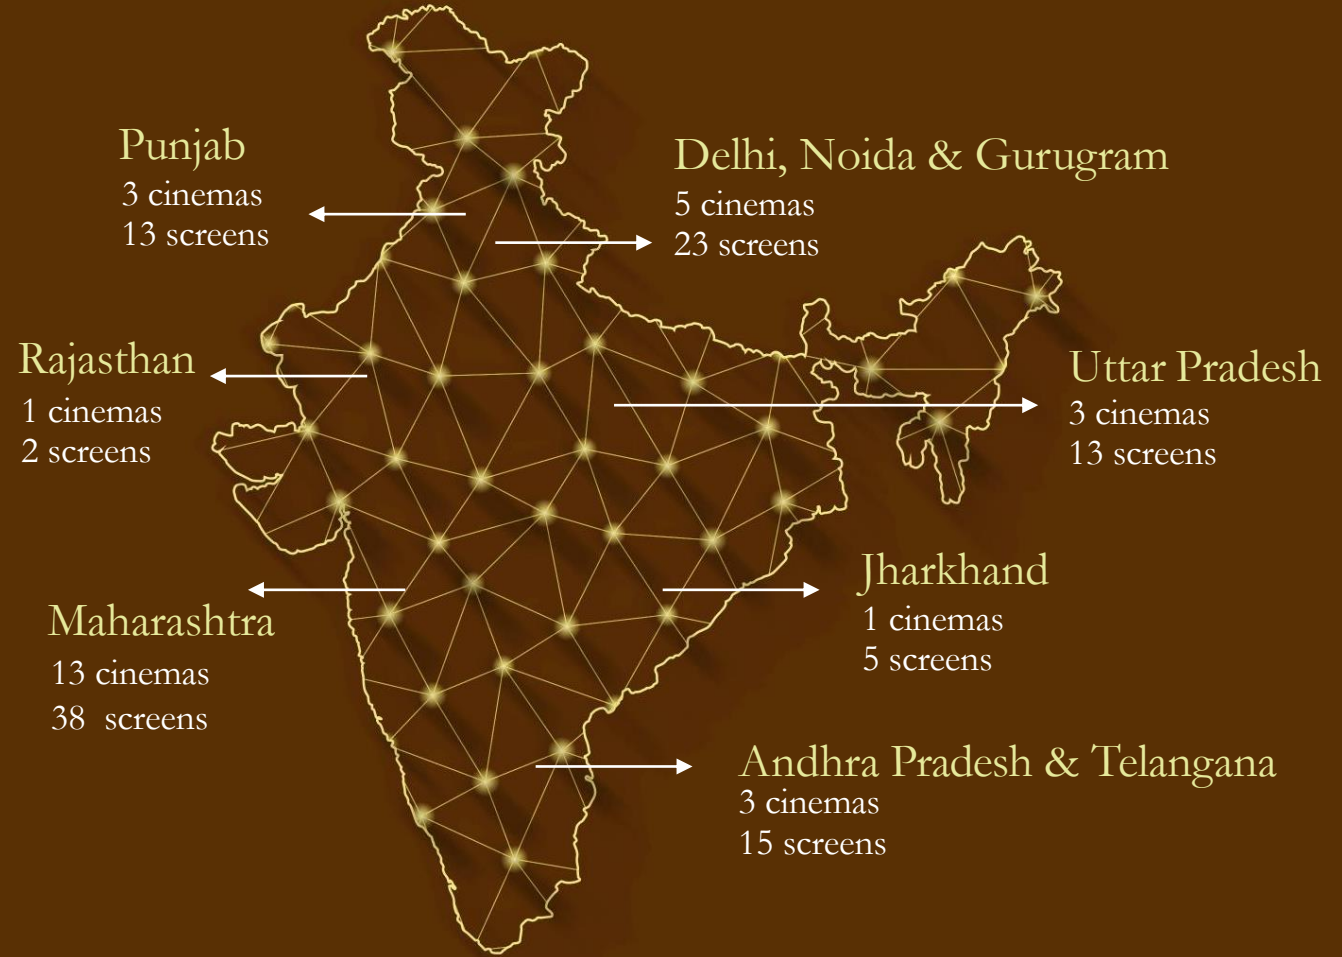 Punjab
3 cinemas
13 screens
Delhi, Noida & Gurugram
5 cinemas
23 screens
Rajasthan
1 cinemas
2 screens
Uttar Pradesh
3 cinemas
13 screens
Maharashtra
13 cinemas
38 screens
Jharkhand
1 cinemas
5 screens
Andhra Pradesh & Telangana
3 cinemas
15 screens